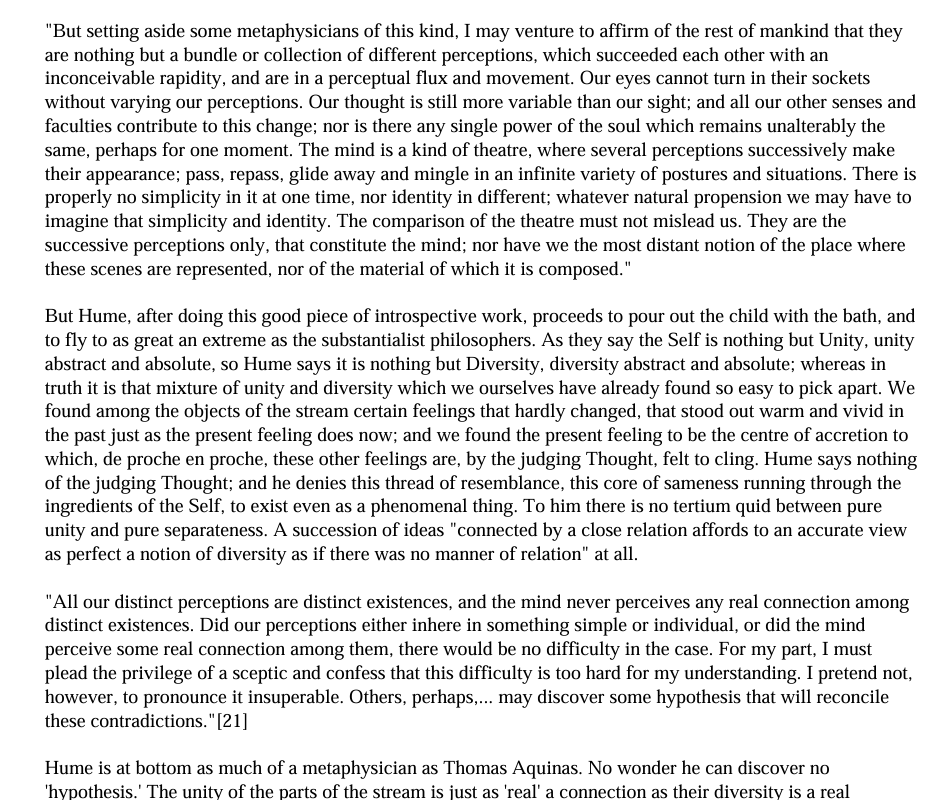 "But setting aside some metaphysicians of this kind, I may venture to affirm of the rest of mankind that they
are nothing but a bundle or collection of different perceptions, which succeeded each other with an
inconceivable rapidity, and are in a perceptual flux and movement. Our eyes cannot turn in their sockets
without varying our perceptions. Our thought is still more variable than our sight; and all our other senses and
faculties contribute to this change; nor is there any single power of the soul which remains unalterably the
same, perhaps for one moment. The mind is a kind of theatre, where several perceptions successively make
their appearance; pass, repass, glide away and mingle in an infinite variety of postures and situations. There is
properly no simplicity in it at one time, nor identity in different; whatever natural propension we may have to
imagine that simplicity and identity. The comparison of the theatre must not mislead us. They are the
successive perceptions only, that constitute the mind; nor have we the most distant notion of the place where
these scenes are represented, nor of the material of which it is composed."
But Hume, after doing this good piece of introspective work, proceeds to pour out the child with the bath, and
to fly to as great an extreme as the substantialist philosophers. As they say the Self is nothing but Unity, unity
abstract and absolute, so Hume says it is nothing but Diversity, diversity abstract and absolute; whereas in
truth it is that mixture of unity and diversity which we ourselves have already found so easy to pick apart. We
found among the objects of the stream certain feelings that hardly changed, that stood out warm and vivid in
the past just as the present feeling does now; and we found the present feeling to be the centre of accretion to
which, de proche en proche, these other feelings are, by the judging Thought, felt to cling. Hume says nothing
of the judging Thought; and he denies this thread of resemblance, this core of sameness running through the
ingredients of the Self, to exist even as a phenomenal thing. To him there is no tertium quid between pure
unity and pure separateness. A succession of ideas "connected by a close relation affords to an accurate view
as perfect a notion of diversity as if there was no manner of relation" at all.
"All our distinct perceptions are distinct existences, and the mind never perceives any real connection among
distinct existences. Did our perceptions either inhere in something simple or individual, or did the mind
perceive some real connection among them, there would be no difficulty in the case. For my part, I must
plead the privilege of a sceptic and confess that this difficulty is too hard for my understanding. I pretend not,
however, to pronounce it insuperable. Others, perhaps,... may discover some hypothesis that will reconcile
these contradictions."[21]
Hume is at bottom as much of a metaphysician as Thomas Aquinas. No wonder he can discover no
'hypothesis.' The unity of the parts of the stream is just as 'real' a connection as their diversity is a real